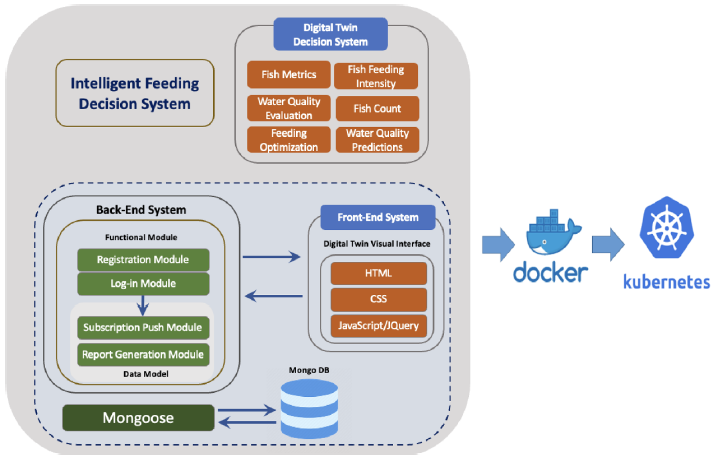 Digital Twin
Decision System
Intelligent Feeding
Decision System
Fish Metrics
Fish Feeding
Intensity
Water Quality
Evaluation
Fish Count
Feeding
Optimization
Water Quality
Predictions
Back-End System
Functional Module
Registration Module
Log-in Module
Subscription Push Module
Report Generation Module
Data Model
Front-End System
Digital Twin Visual Interface
HTML
CSS
JavaScript/JQuery
Mongo DB
Mongoose
docker
kubernetes